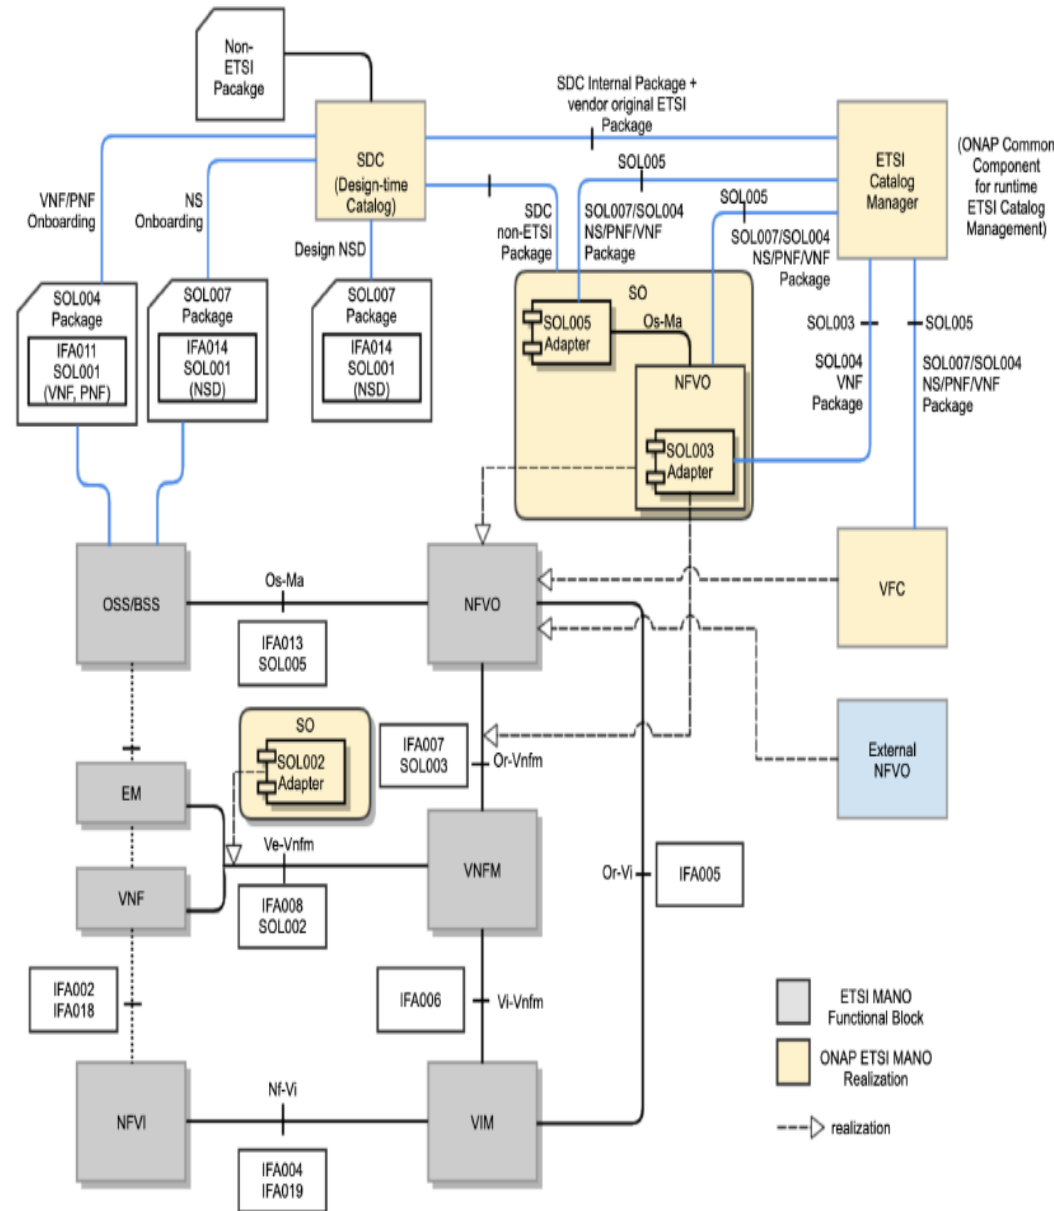 Non-
ETSI
Pacakge
SDC
(Design-time
Catalog)
SDC Internal Package +
vendor original ETSI
Package
ETSI
Catalog
Manager
(ONAP Common
Component
for runtime
ETSI Catalog
Management)
VNF/PNF
Onboarding
NS
Onboarding
Design NSD
SDC
non-ETSI
Package
SOL005
SOL007/SOL004
NS/PNF/VNF
Package
SOL005
SOL007/SOL004
NS/PNF/VNF
Package
SOL004
Package
IFA011
SOL001
(VNF, PNF)
SOL007
Package
IFA014
SOL001
(NSD)
SOL007
Package
IFA014
SOL001
(NSD)
SO
SOL005
Adapter
Os-Ma
NFVO
SOL003
Adapter
SOL003
SOL004
VNF
Package
SOL005
SOL007/SOL004
NS/PNF/VNF
Package
OSS/BSS
Os-Ma
IFA013
SOL005
NFVO
VFC
SO
SOL002
Adapter
IFA007
SOL003
Or-Vnfm
External
NFVO
EM
VNF
Ve-Vnfm
IFA008
SOL002
VNFM
Or-Vi
IFA005
IFA002
IFA018
IFA006
Vi-Vnfm
NFVI
Nf-Vi
IFA004
IFA019
VIM
ETSI MANO
Functional Block
ONAP ETSI MANO
Realization
realization